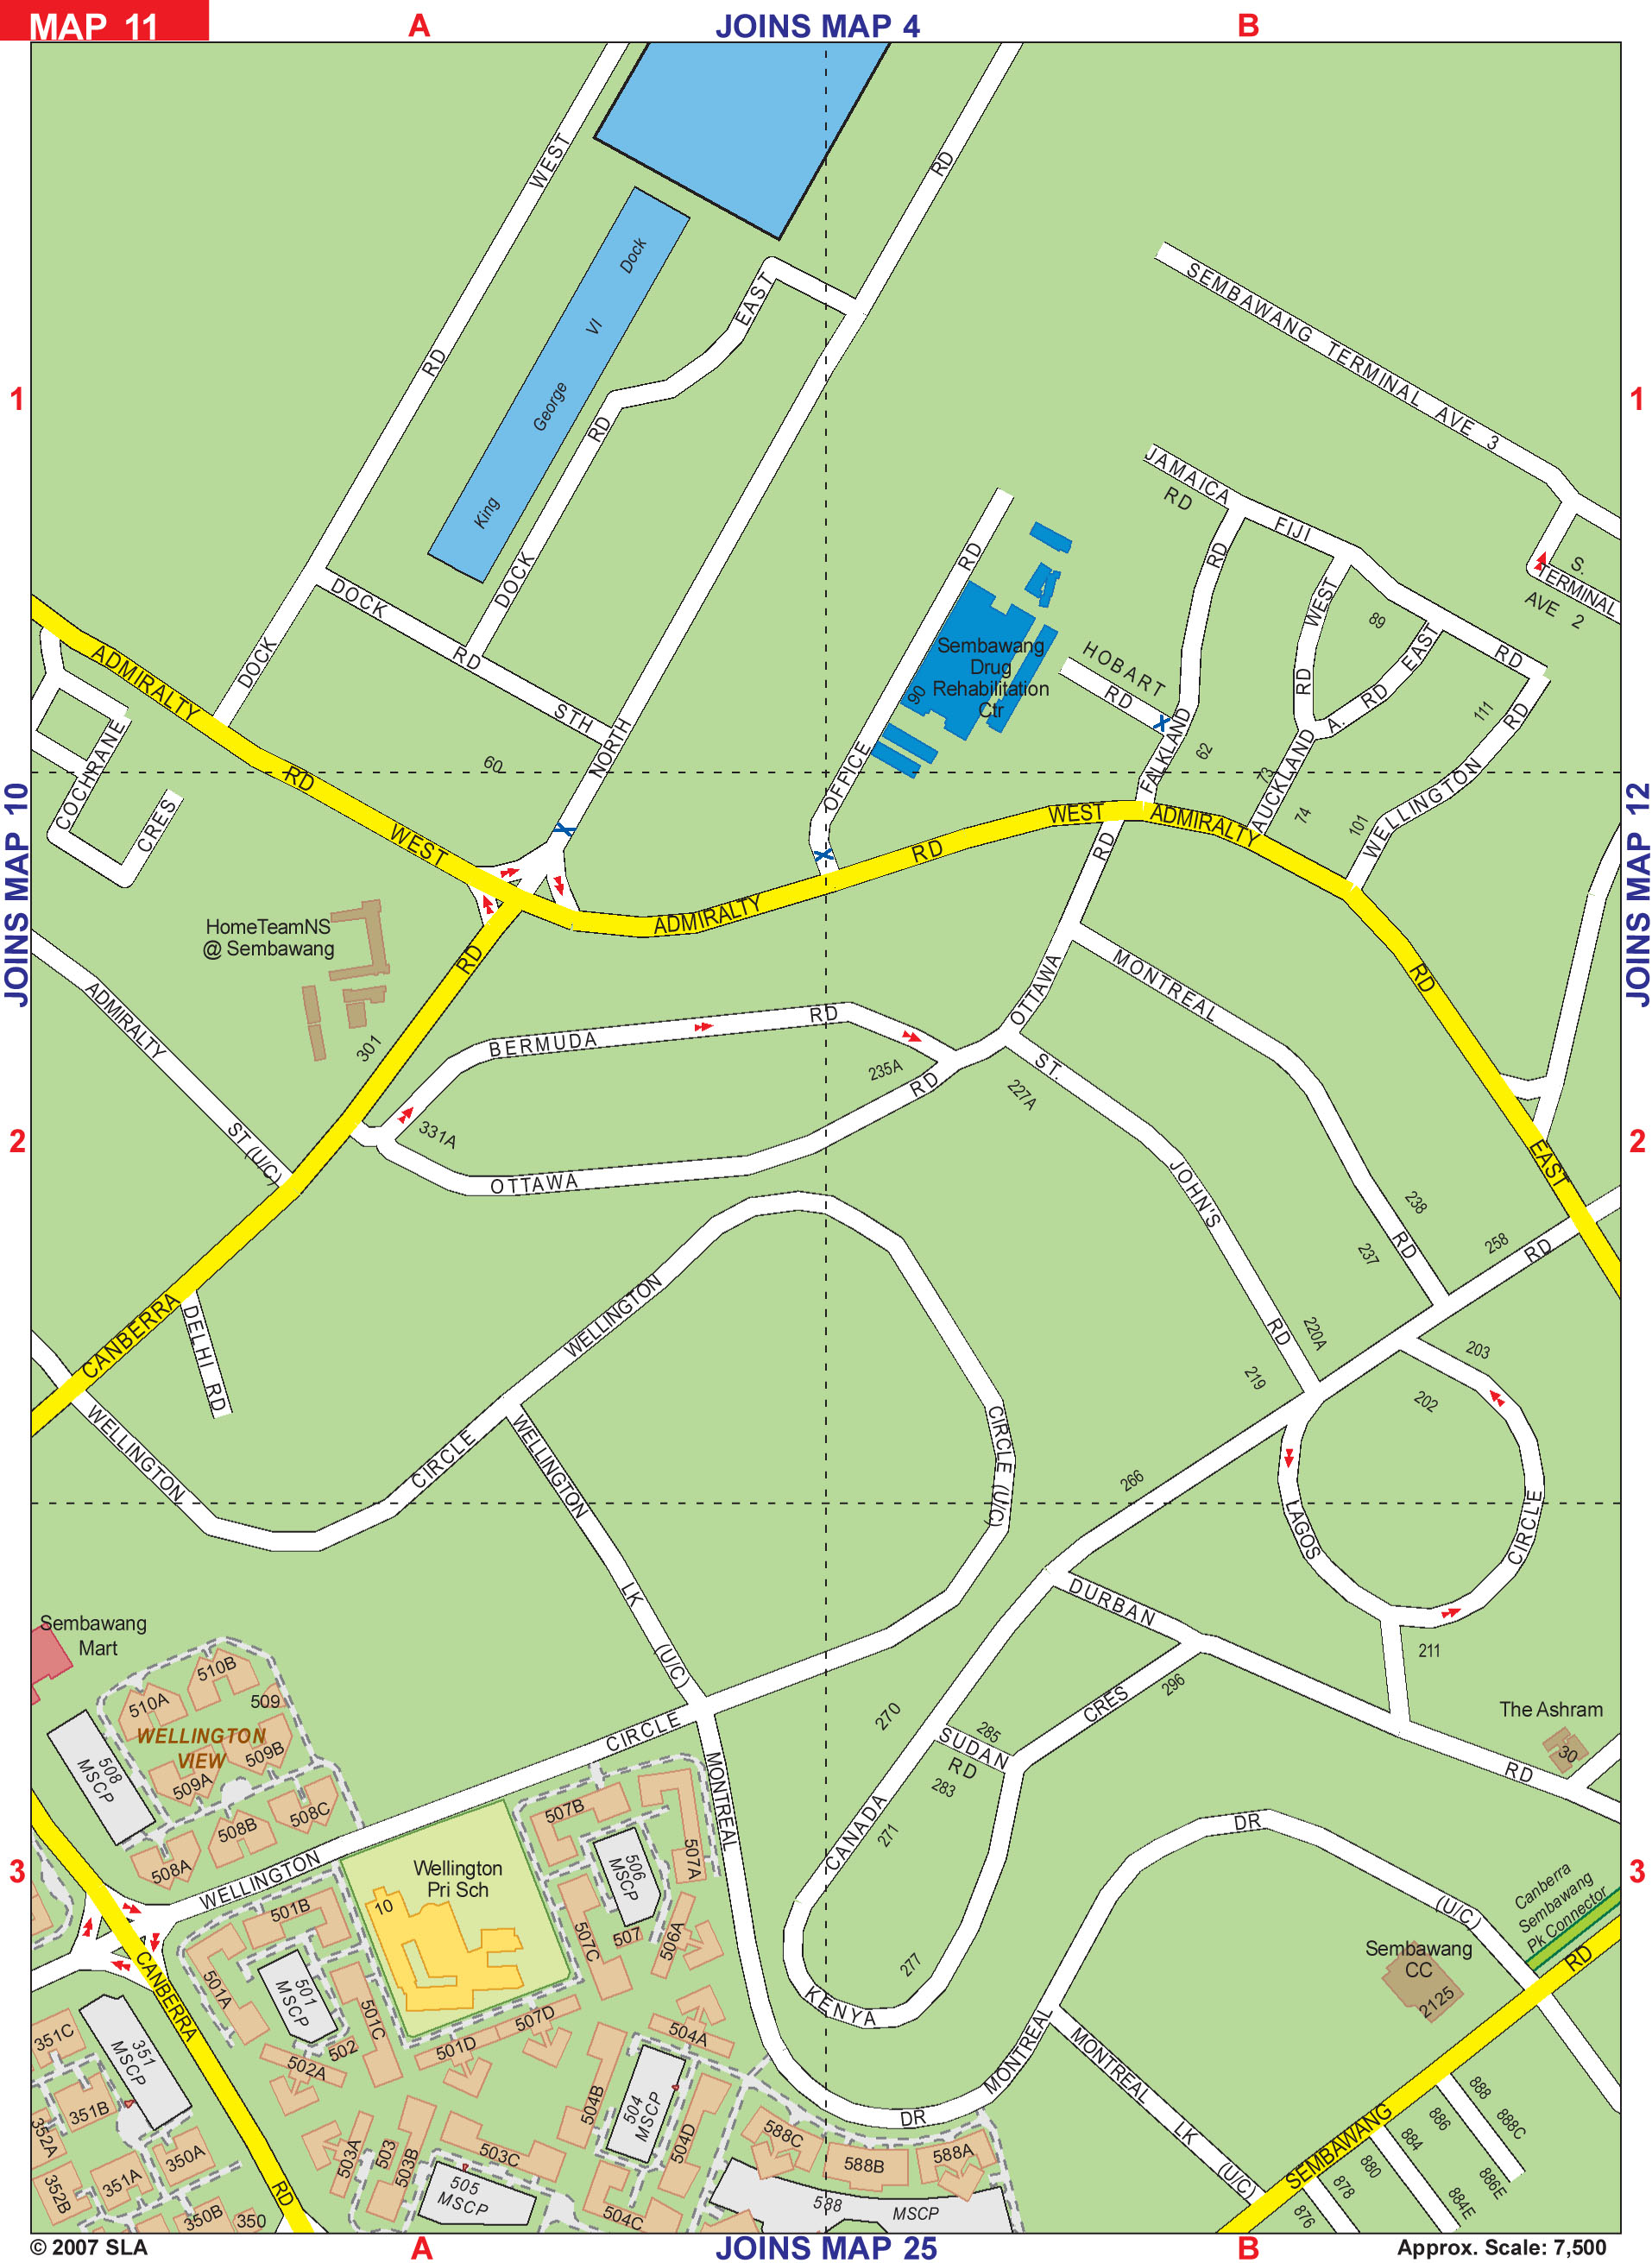 MAP 11
A
JOINS MAP 4
B
WEST
RD
Dock
VI
George
King
EAST
RD
RD
SEMBAWANG TERMINAL AVE 3
1
1
JAMAICA
RD
FIJI
RD
S.
TERMINAL
AVE 2
DOCK
RD
STH
DOCK
DOCK
NORTH
RD
OFFICE
Sembawang
Drug
Rehabilitation
Ctr
90
HOBART
RD
RD
FALKLAND
62
WEST
RD
AUCKLAND
A. RD EAST
89
73
74
111
101
RD
WELLINGTON
ADMIRALTY
RD
WEST
60
COCHRANE
CRES
JOINS MAP 10
JOINS MAP 12
ADMIRALTY
RD
WEST
ADMIRALTY
RD
EAST
HomeTeamNS
@ Sembawang
301
RD
ADMIRALTY
ST (U/C)
BERMUDA
RD
235A
331A
OTTAWA
RD
OTTAWA
RD
MONTREAL
RD
ST.
JOHN'S
RD
227A
2
2
238
237
258
RD
220A
219
203
202
266
LAGOS
CIRCLE
211
CANBERRA
DELHI RD
WELLINGTON
CIRCLE
WELLINGTON
CIRCLE (U/C)
WELLINGTON
LK
(U/C)
DURBAN
RD
296
CRES
285
SUDAN
RD
283
270
271
CANADA
277
KENYA
The Ashram
30
Sembawang
Mart
510B
510A
509
WELLINGTON
VIEW
509B
509A
508
MSCP
508C
508B
508A
CIRCLE
WELLINGTON
MONTREAL
507B
507A
506
MSCP
Wellington
Pri Sch
10
3
3
501B
501A
501
MSCP
501C
502
502A
501D
507D
507C
507
506A
504A
504B
504
MSCP
504D
504C
503A
503
503B
503C
505
MSCP
CANBERRA
RD
351C
351
MSCP
351B
352A
352B
351A
350A
350B
350
DR
MONTREAL
DR
(U/C)
588C
588B
588A
588
MSCP
MONTREAL
LK
(U/C)
Canberra
Sembawang
Pk Connector
Sembawang
CC
2125
SEMBAWANG
RD
888
888C
886
886E
884
884E
880
878
876
© 2007 SLA
A
JOINS MAP 25
B
Approx. Scale: 7,500